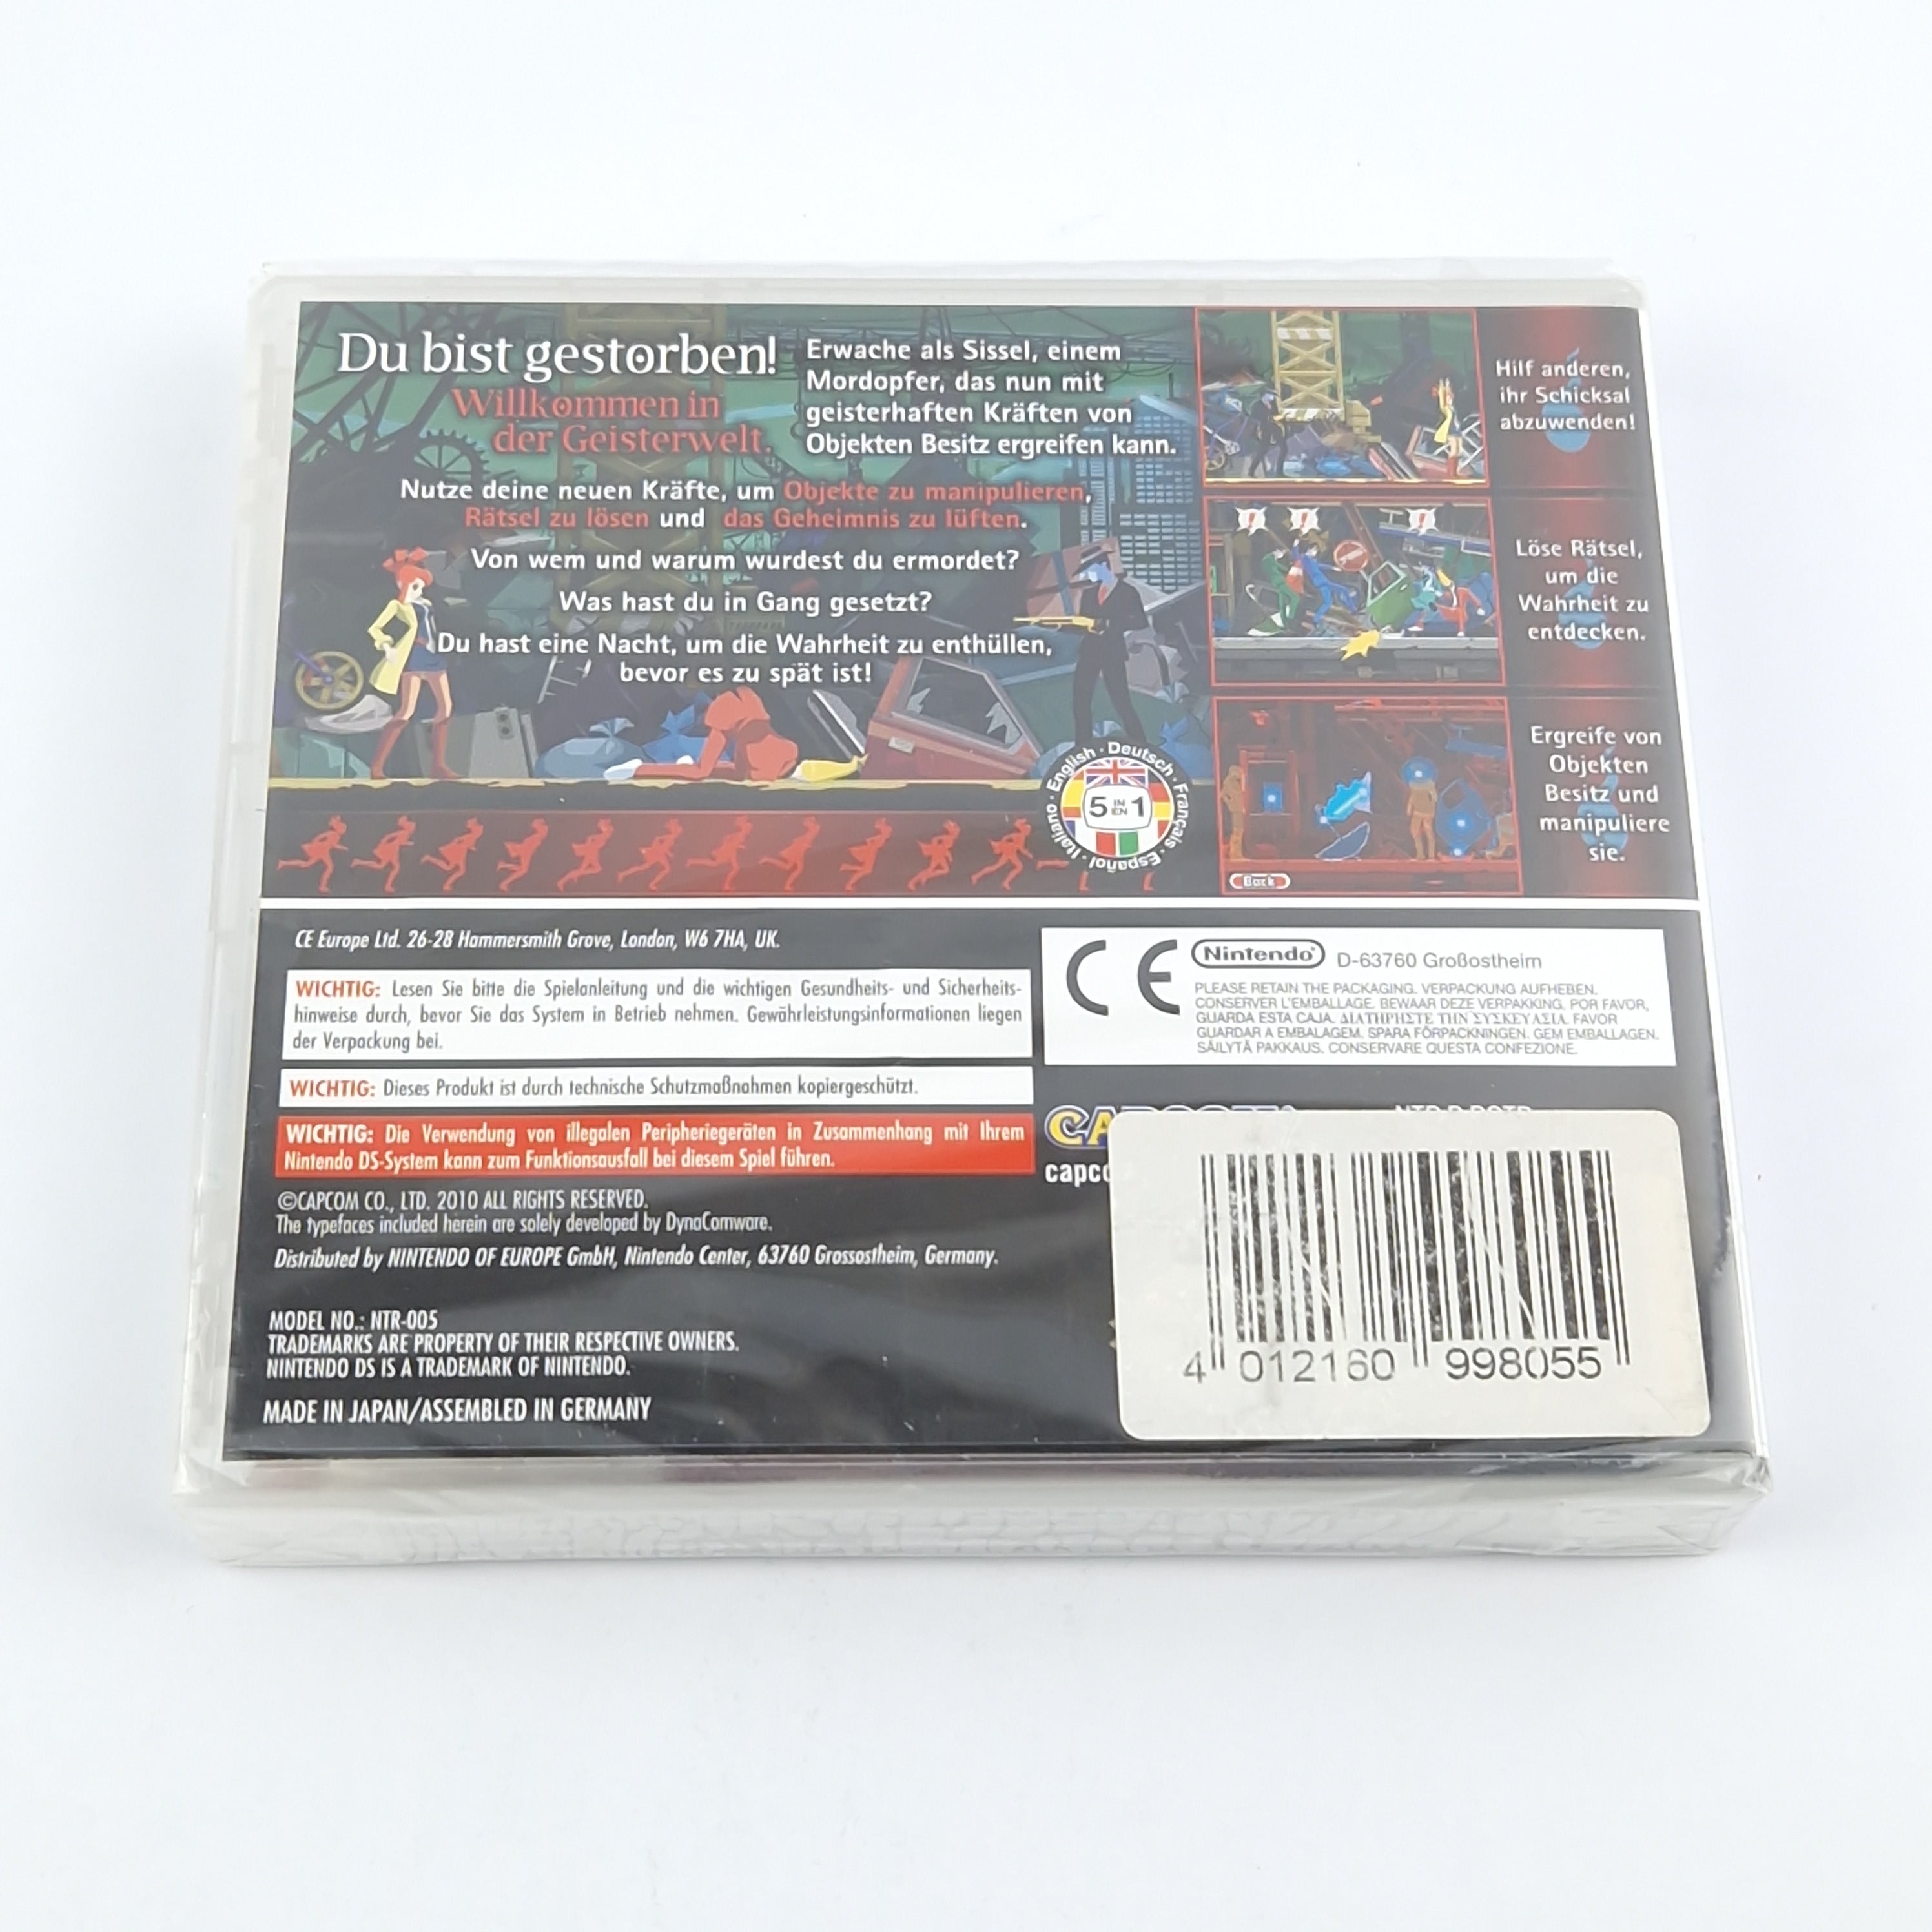 Du bist gestorben!
Willkommen in
der Geisterwelt.
Erwache als Sissel, einem
Mordopfer, das nun mit
geisterhaften Kräften von
Objekten Besitz ergreifen kann.
Nutze deine neuen Kräfte, um Objekte zu manipulieren,
Rätsel zu lösen und das Geheimnis zu lüften.
Von wem und warum wurdest du ermordet?
Was hast du in Gang gesetzt?
Du hast eine Nacht, um die Wahrheit zu enthüllen,
bevor es zu spät ist!
Hilf anderen,
ihr Schicksal
abzuwenden!
Löse Rätsel,
um die
Wahrheit zu
entdecken.
Ergreife von
Objekten
Besitz und
manipuliere
sie.
Back
English · Deutsch · Français · Español · Italiano ·
5 IN EN 1
CE Europe Ltd. 26-28 Hammersmith Grove, London, W6 7HA, UK.
WICHTIG: Lesen Sie bitte die Spielanleitung und die wichtigen Gesundheits- und Sicherheits-
hinweise durch, bevor Sie das System in Betrieb nehmen. Gewährleistungsinformationen liegen
der Verpackung bei.
WICHTIG: Dieses Produkt ist durch technische Schutzmaßnahmen kopiergeschützt.
WICHTIG: Die Verwendung von illegalen Peripheriegeräten in Zusammenhang mit Ihrem
Nintendo DS-System kann zum Funktionsausfall bei diesem Spiel führen.
©CAPCOM CO., LTD. 2010 ALL RIGHTS RESERVED.
The typefaces included herein are solely developed by DynaComware.
Distributed by NINTENDO OF EUROPE GmbH, Nintendo Center, 63760 Grossostheim, Germany.
MODEL NO.: NTR-005
TRADEMARKS ARE PROPERTY OF THEIR RESPECTIVE OWNERS.
NINTENDO DS IS A TRADEMARK OF NINTENDO.
MADE IN JAPAN/ASSEMBLED IN GERMANY
CE Nintendo D-63760 Großostheim
PLEASE RETAIN THE PACKAGING. VERPACKUNG AUFHEBEN.
CONSERVER L'EMBALLAGE. BEWAAR DEZE VERPAKKING. POR FAVOR,
GUARDA ESTA CAJA. ΔΙΑΤΗΡΗΣΤΕ ΤΗΝ ΣΥΣΚΕΥΑΣΙΑ. FAVOR
GUARDAR A EMBALAGEM. SPARA FÖRPACKNINGEN. GEM EMBALLAGEN.
SÄILYTÄ PAKKAUS. CONSERVARE QUESTA CONFEZIONE.
4 012160 998055